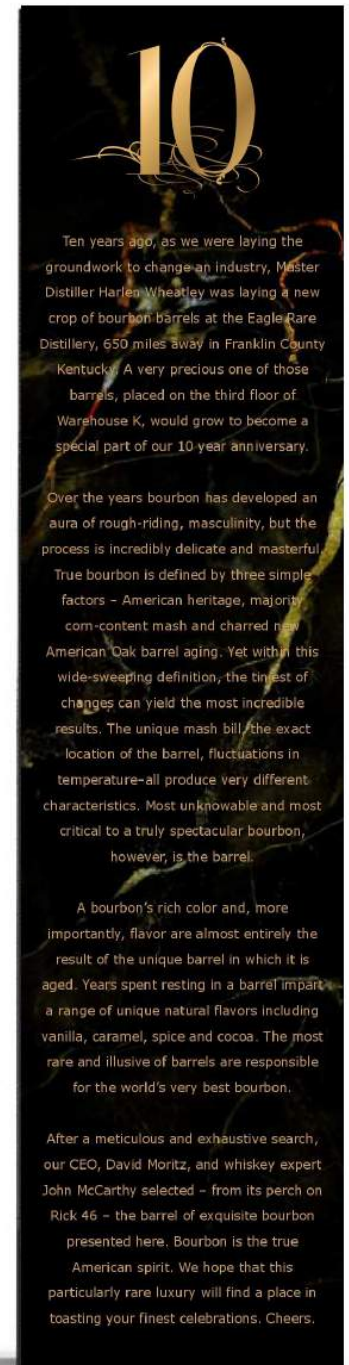 10
Ten years ago, as we were laying the
groundwork to change an industry, Master
Distiller Harlen Wheatley was laying a new
crop of bourbon barrels at the Eagle Rare
Distillery, 650 miles away in Franklin County
Kentucky. A very precious one of those
barrels, placed on the third floor of
Warehouse K, would grow to become a
special part of our 10 year anniversary.
Over the years bourbon has developed an
aura of rough-riding, masculinity, but the
process is incredibly delicate and masterful.
True bourbon is defined by three simple
factors – American heritage, majority
corn-content mash and charred new
American Oak barrel aging. Yet within this
wide-sweeping definition, the tiniest of
changes can yield the most incredible
results. The unique mash bill, the exact
location of the barrel, fluctuations in
temperature–all produce very different
characteristics. Most unknowable and most
critical to a truly spectacular bourbon,
however, is the barrel.
A bourbon's rich color and, more
importantly, flavor are almost entirely the
result of the unique barrel in which it is
aged. Years spent resting in a barrel impart
a range of unique natural flavors including
vanilla, caramel, spice and cocoa. The most
rare and illusive of barrels are responsible
for the world's very best bourbon.
After a meticulous and exhaustive search,
our CEO, David Moritz, and whiskey expert
John McCarthy selected – from its perch on
Rick 46 – the barrel of exquisite bourbon
presented here. Bourbon is the true
American spirit. We hope that this
particularly rare luxury will find a place in
toasting your finest celebrations. Cheers.